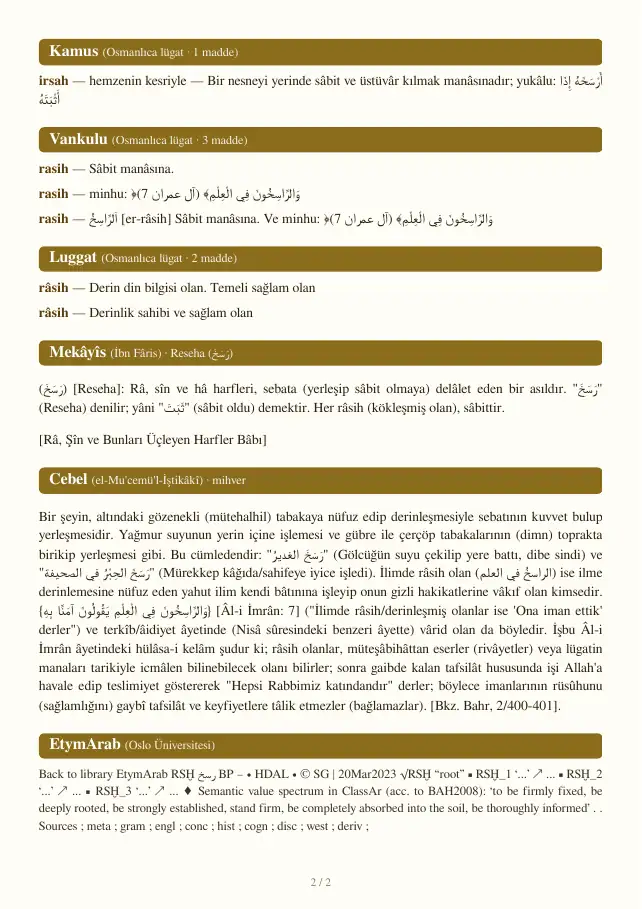 Kamus (Osmanlıca lügat · 1 madde)
irsah — hemzenin kesriyle — Bir nesneyi yerinde sâbit ve üstüvâr kılmak manâsınadır; yukâlu: أَرْسَخَهُ إِذَا
أَثْبَتَهُ
Vankulu (Osmanlıca lügat · 3 madde)
rasih — Sâbit manâsına.
rasih — minhu: ﴿وَالرَّاسِخُونَ فِي الْعِلْمِ﴾ (آل عمران 7)
rasih — اَلرَّاسِخُ [er-râsih] Sâbit manâsına. Ve minhu: ﴿وَالرَّاسِخُونَ فِي الْعِلْمِ﴾ (آل عمران 7)
Luggat (Osmanlıca lügat · 2 madde)
râsih — Derin din bilgisi olan. Temeli sağlam olan
râsih — Derinlik sahibi ve sağlam olan
Mekâyîs (İbn Fâris) · Reseha (رَسَخَ)
(رَسَخَ) [Reseha]: Râ, sîn ve hâ harfleri, sebata (yerleşip sâbit olmaya) delâlet eden bir asıldır. "رَسَخَ"
(Reseha) denilir; yâni "ثَبَتَ" (sâbit oldu) demektir. Her râsih (kökleşmiş olan), sâbittir.
[Râ, Şîn ve Bunları Üçleyen Harfler Bâbı]
Cebel (el-Mu'cemü'l-İştikâkî) · mihver
Bir şeyin, altındaki gözenekli (mütehalhil) tabakaya nüfuz edip derinleşmesiyle sebatının kuvvet bulup
yerleşmesidir. Yağmur suyunun yerin içine işlemesi ve gübre ile çerçöp tabakalarının (dimn) toprakta
birikip yerleşmesi gibi. Bu cümledendir: "رَسَخَ الغديرُ" (Gölcüğün suyu çekilip yere battı, dibe sindi) ve
"رَسَخَ الحِبْرُ في الصحيفة" (Mürekkep kâğıda/sahifeye iyice işledi). İlimde râsih olan (الراسخُ في العلم) ise ilme
derinlemesine nüfuz eden yahut ilim kendi bâtınına işleyip onun gizli hakikatlerine vâkıf olan kimsedir.
{وَالرَّاسِخُونَ فِي الْعِلْمِ يَقُولُونَ آمَنَّا بِهِ} [Âl-i İmrân: 7] ("İlimde râsih/derinleşmiş olanlar ise 'Ona iman ettik'
derler") ve terkîb/âidiyet âyetinde (Nisâ sûresindeki benzeri âyette) vârid olan da böyledir. İşbu Âl-i
İmrân âyetindeki hülâsa-i kelâm şudur ki; râsih olanlar, müteşâbihâttan eserler (rivâyetler) veya lügatin
manaları tarikiyle icmâlen bilinebilecek olanı bilirler; sonra gaibde kalan tafsilât hususunda işi Allah'a
havale edip teslimiyet göstererek "Hepsi Rabbimiz katındandır" derler; böylece imanlarının rüsûhunu
(sağlamlığını) gaybî tafsilât ve keyfiyetlere tâlik etmezler (bağlamazlar). [Bkz. Bahr, 2/400-401].
EtymArab (Oslo Üniversitesi)
Back to library EtymArab RSḪ رسخ BP – • HDAL • © SG | 20Mar2023 √RSḪ “root” ▪ RSḪ_1 ‘...’ ↗ ... ▪ RSḪ_2
‘...’ ↗ ... ▪ RSḪ_3 ‘...’ ↗ ... ♦ Semantic value spectrum in ClassAr (acc. to BAH2008): ‘to be firmly fixed, be
deeply rooted, be strongly established, stand firm, be completely absorbed into the soil, be thoroughly informed’ . .
Sources ; meta ; gram ; engl ; conc ; hist ; cogn ; disc ; west ; deriv ;
2 / 2